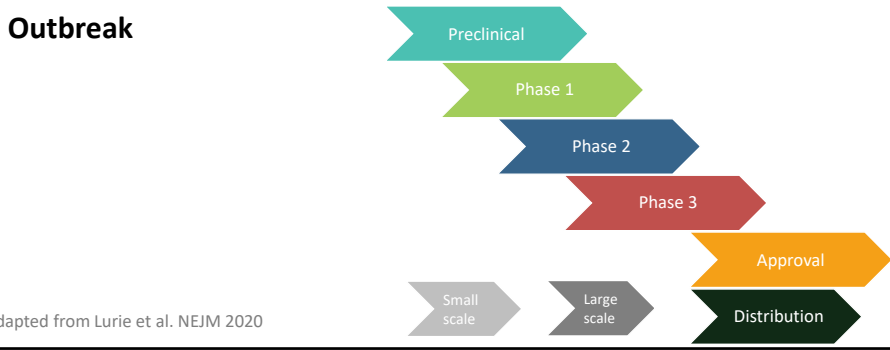 Outbreak
Preclinical
Phase 1
Phase 2
Phase 3
Approval
Small
scale
Large
scale
Distribution
dapted from Lurie et al. NEJM 2020